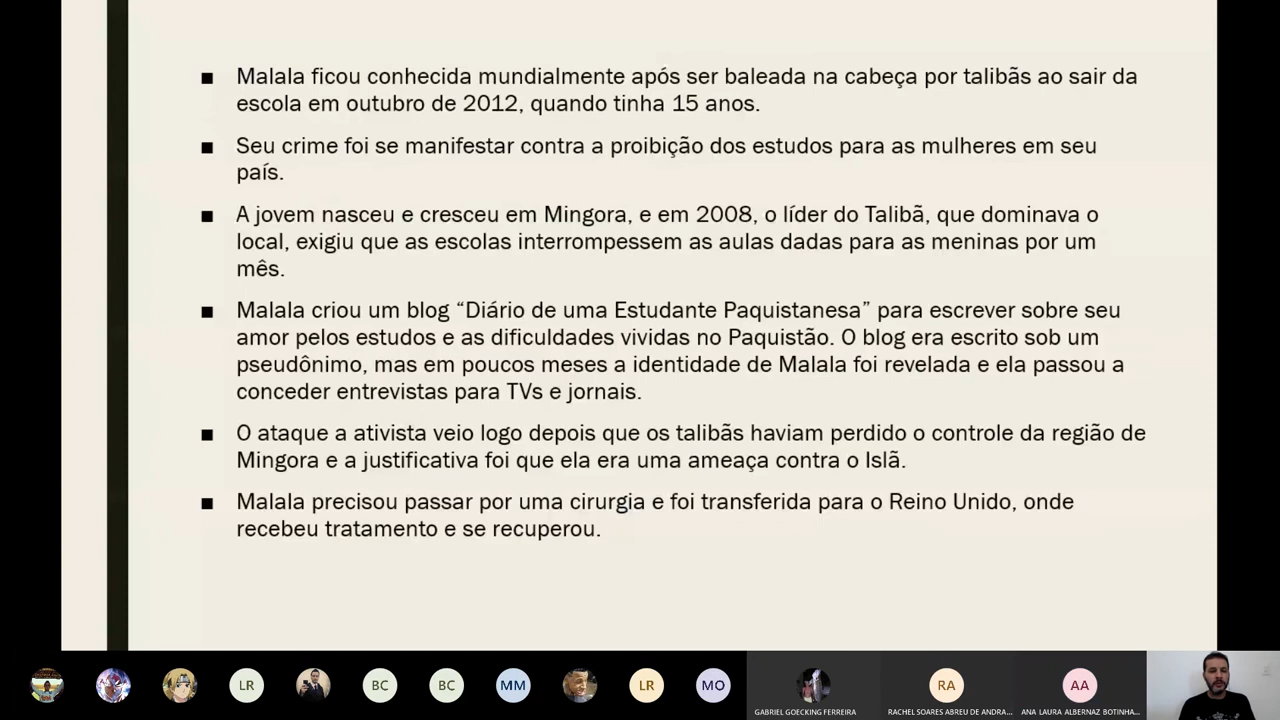 Malala ficou conhecida mundialmente após ser baleada na cabeça por talibãs ao sair da
escola em outubro de 2012, quando tinha 15 anos.
Seu crime foi se manifestar contra a proibição dos estudos para as mulheres em seu
país.
A jovem nasceu e cresceu em Mingora, e em 2008, o líder do Talibã, que dominava o
local, exigiu que as escolas interrompessem as aulas dadas para as meninas por um
mês.
Malala criou um blog “Diário de uma Estudante Paquistanesa” para escrever sobre seu
amor pelos estudos e as dificuldades vividas no Paquistão. O blog era escrito sob um
pseudônimo, mas em poucos meses a identidade de Malala foi revelada e ela passou a
conceder entrevistas para TVs e jornais.
O ataque a ativista veio logo depois que os talibãs haviam perdido o controle da região de
Mingora e a justificativa foi que ela era uma ameaça contra o Islã.
Malala precisou passar por uma cirurgia e foi transferida para o Reino Unido, onde
recebeu tratamento e se recuperou.
LR BC BC MM LR MO RA AA
GABRIEL GOECKING FERREIRA RACHEL SOARES ABREU DE ANDRA... ANA LAURA ALBERNAZ BOTINHA...